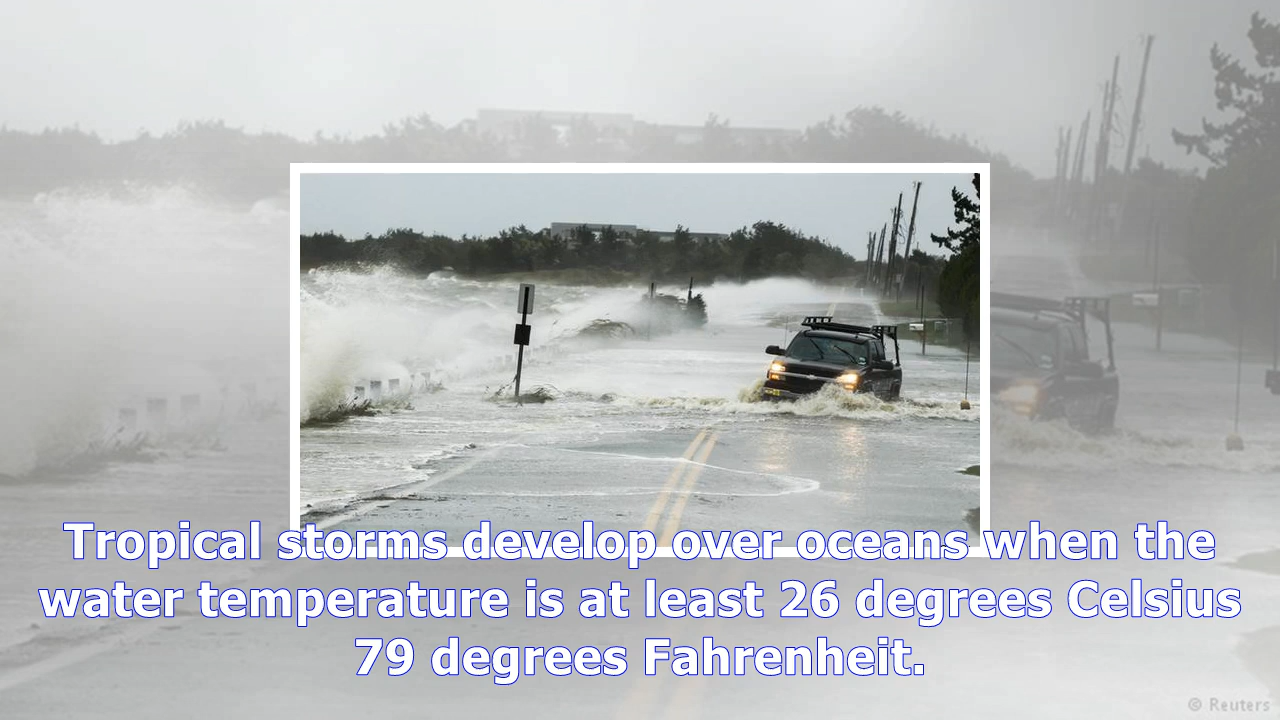 Tropical storms develop over oceans when the
water temperature is at least 26 degrees Celsius
79 degrees Fahrenheit.
© Reuters